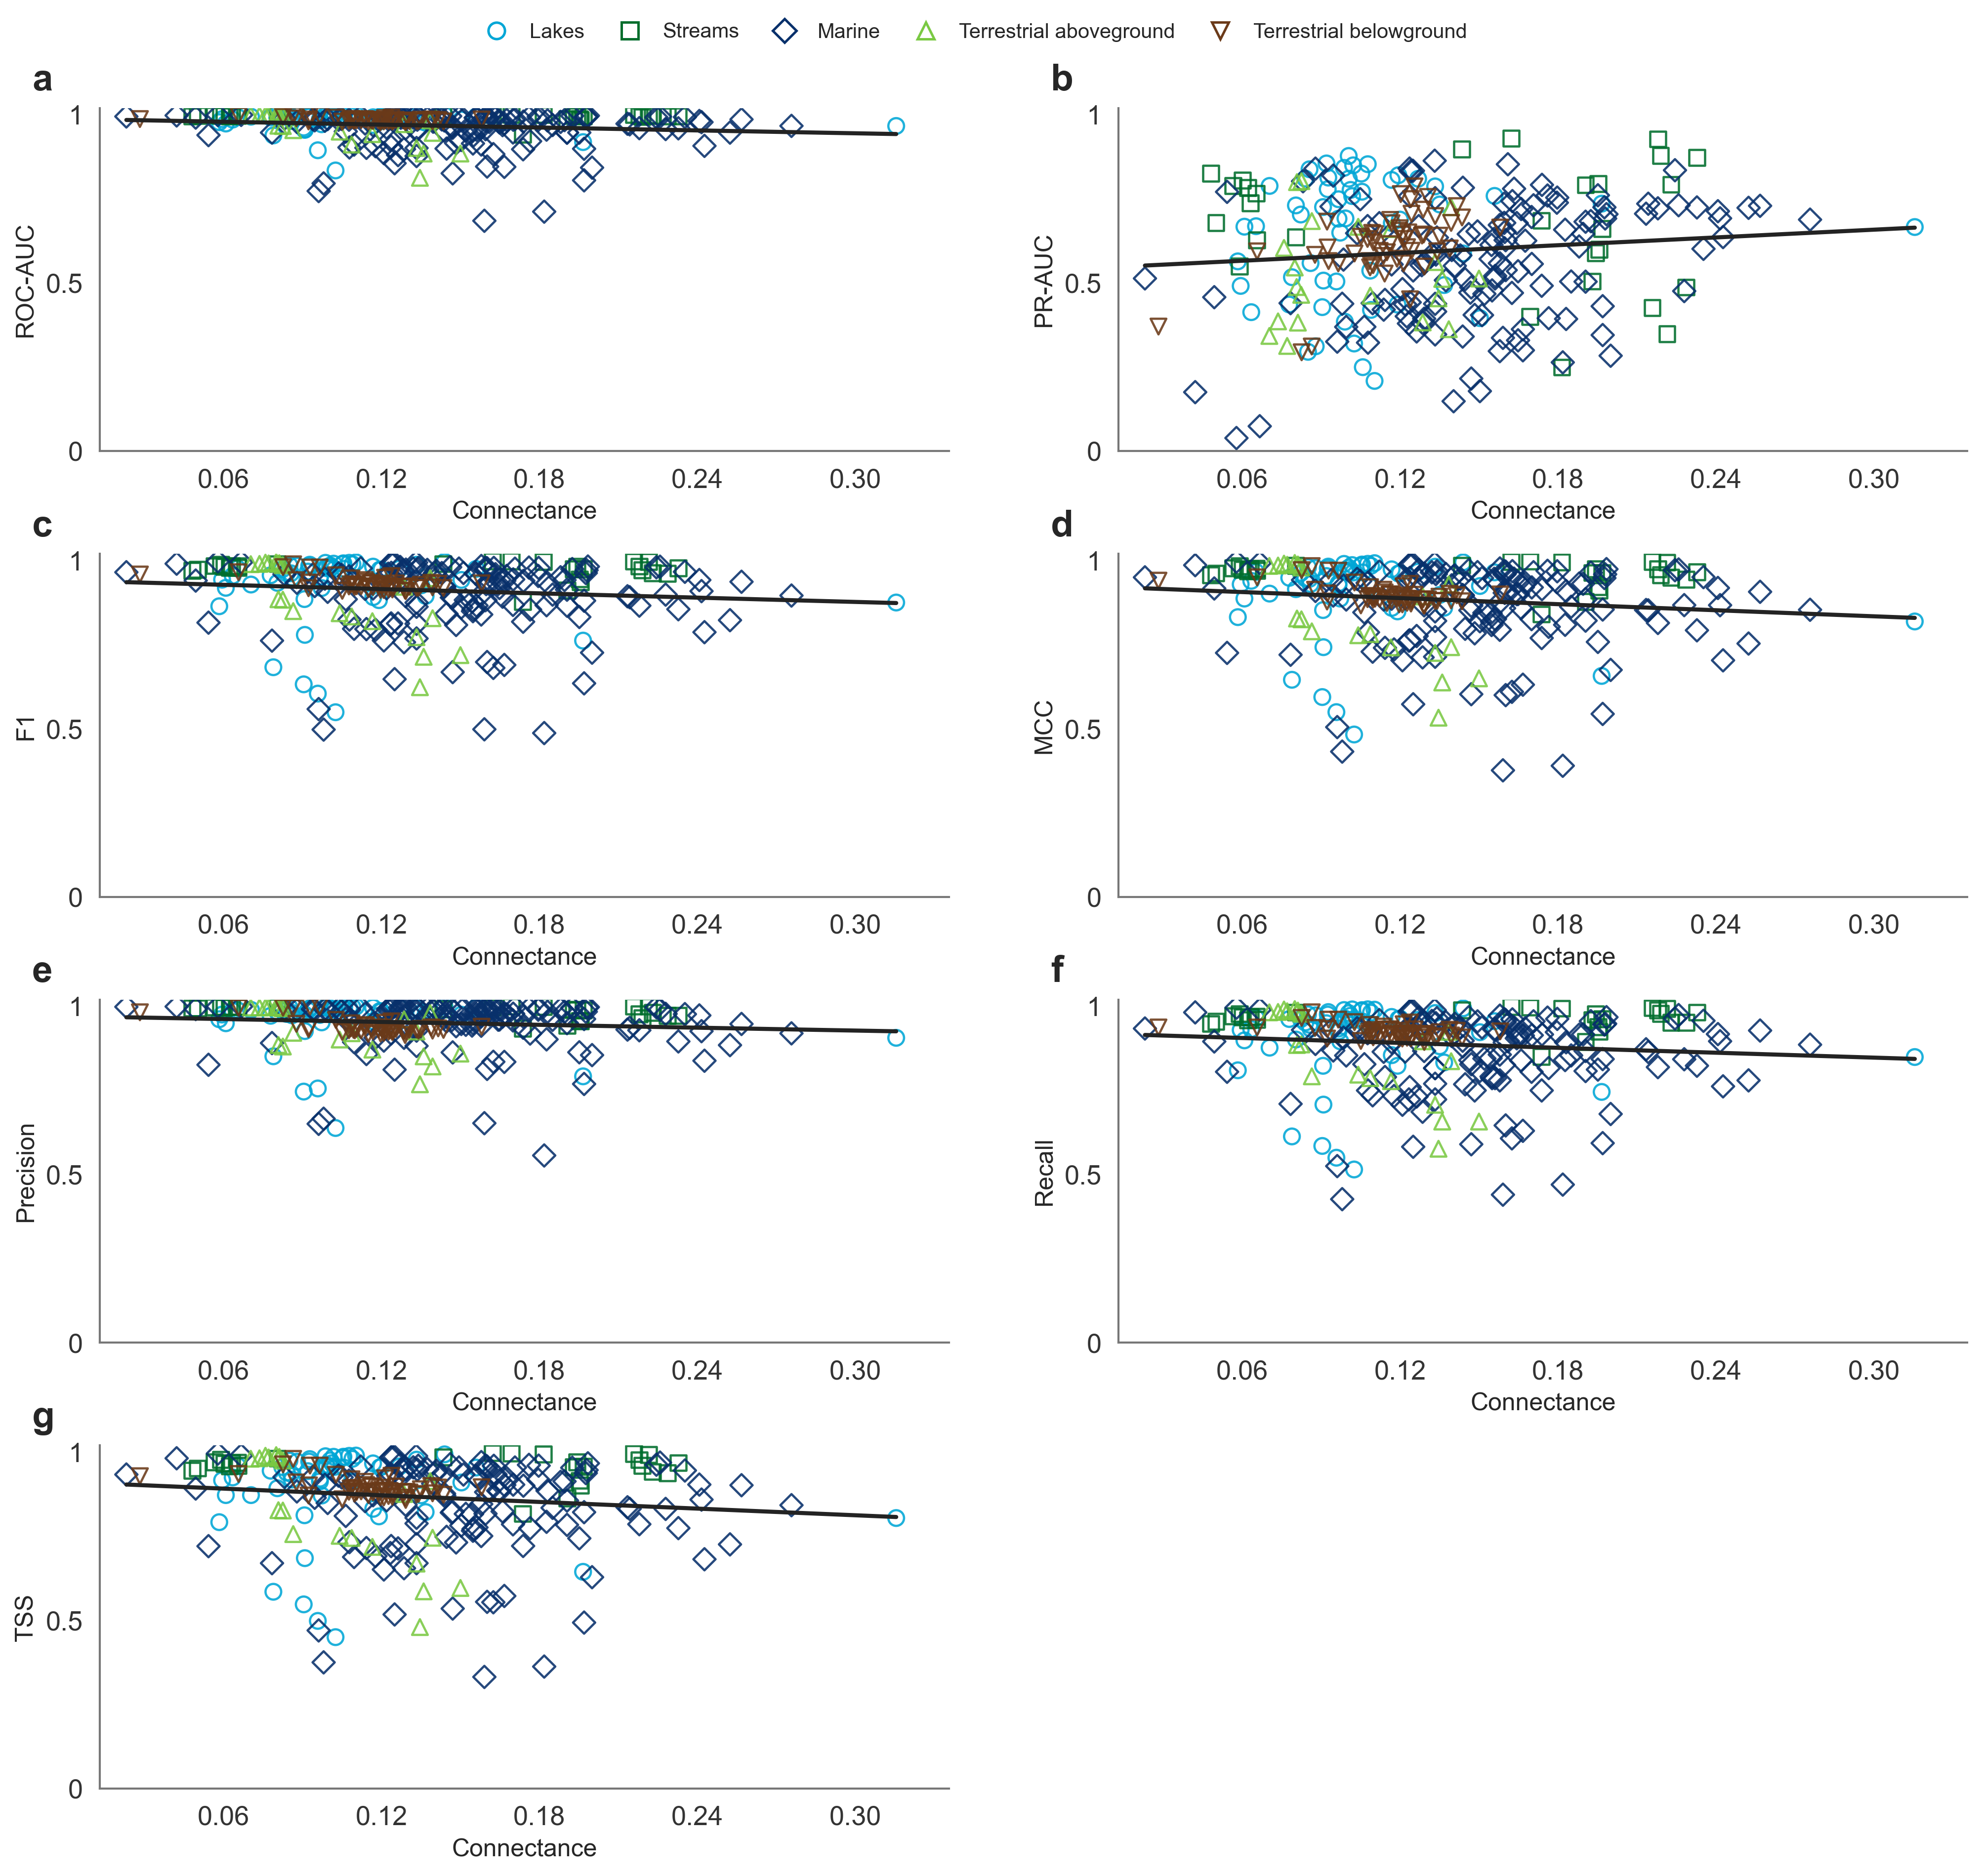 Lakes Streams Marine Terrestrial aboveground Terrestrial belowground
a
1
0.5
0
ROC-AUC
0.06 0.12 0.18 0.24 0.30
Connectance
b
1
0.5
0
PR-AUC
0.06 0.12 0.18 0.24 0.30
Connectance
c
1
0.5
0
F1
0.06 0.12 0.18 0.24 0.30
Connectance
d
1
0.5
0
MCC
0.06 0.12 0.18 0.24 0.30
Connectance
e
1
0.5
0
Precision
0.06 0.12 0.18 0.24 0.30
Connectance
f
1
0.5
0
Recall
0.06 0.12 0.18 0.24 0.30
Connectance
g
1
0.5
0
TSS
0.06 0.12 0.18 0.24 0.30
Connectance